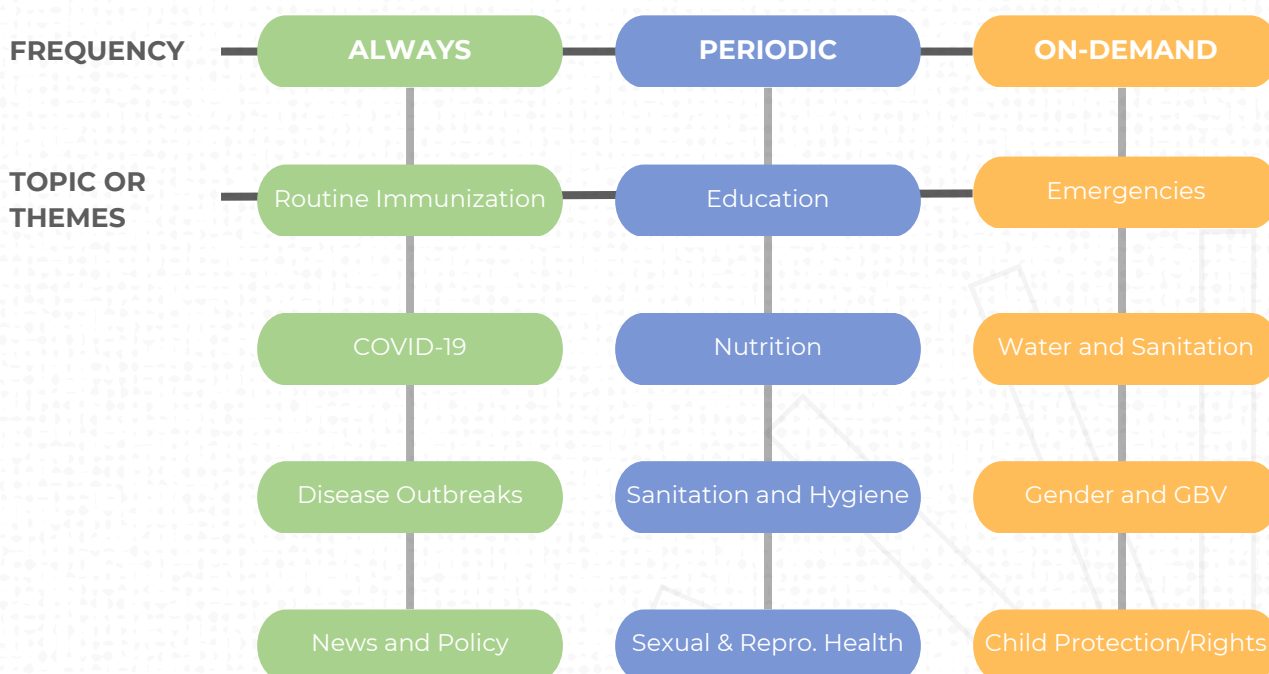 FREQUENCY
ALWAYS
PERIODIC
ON-DEMAND
TOPIC OR
THEMES
Routine Immunization
Education
Emergencies
COVID-19
Nutrition
Water and Sanitation
Disease Outbreaks
Sanitation and Hygiene
Gender and GBV
News and Policy
Sexual & Repro. Health
Child Protection/Rights